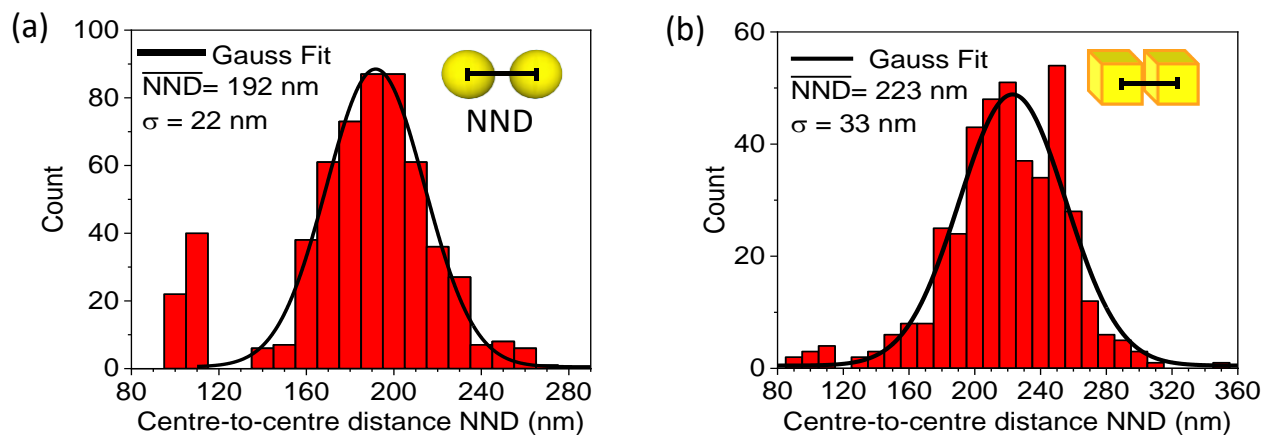 (a)
Gauss Fit
NND= 192 nm
σ = 22 nm
NND
Count
100
80
60
40
20
0
80 120 160 200 240 280
Centre-to-centre distance NND (nm)
(b)
Gauss Fit
NND= 223 nm
σ = 33 nm
Count
60
40
20
0
80 120 160 200 240 280 320 360
Centre-to-centre distance NND (nm)